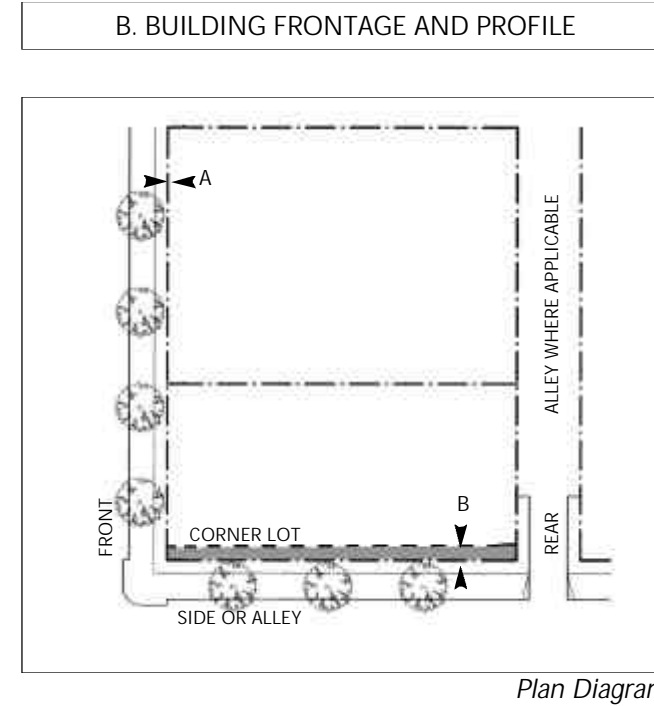 B. BUILDING FRONTAGE AND PROFILE
A
ALLEY WHERE APPLICABLE
B
FRONT
CORNER LOT
REAR
SIDE OR ALLEY
Plan Diagram